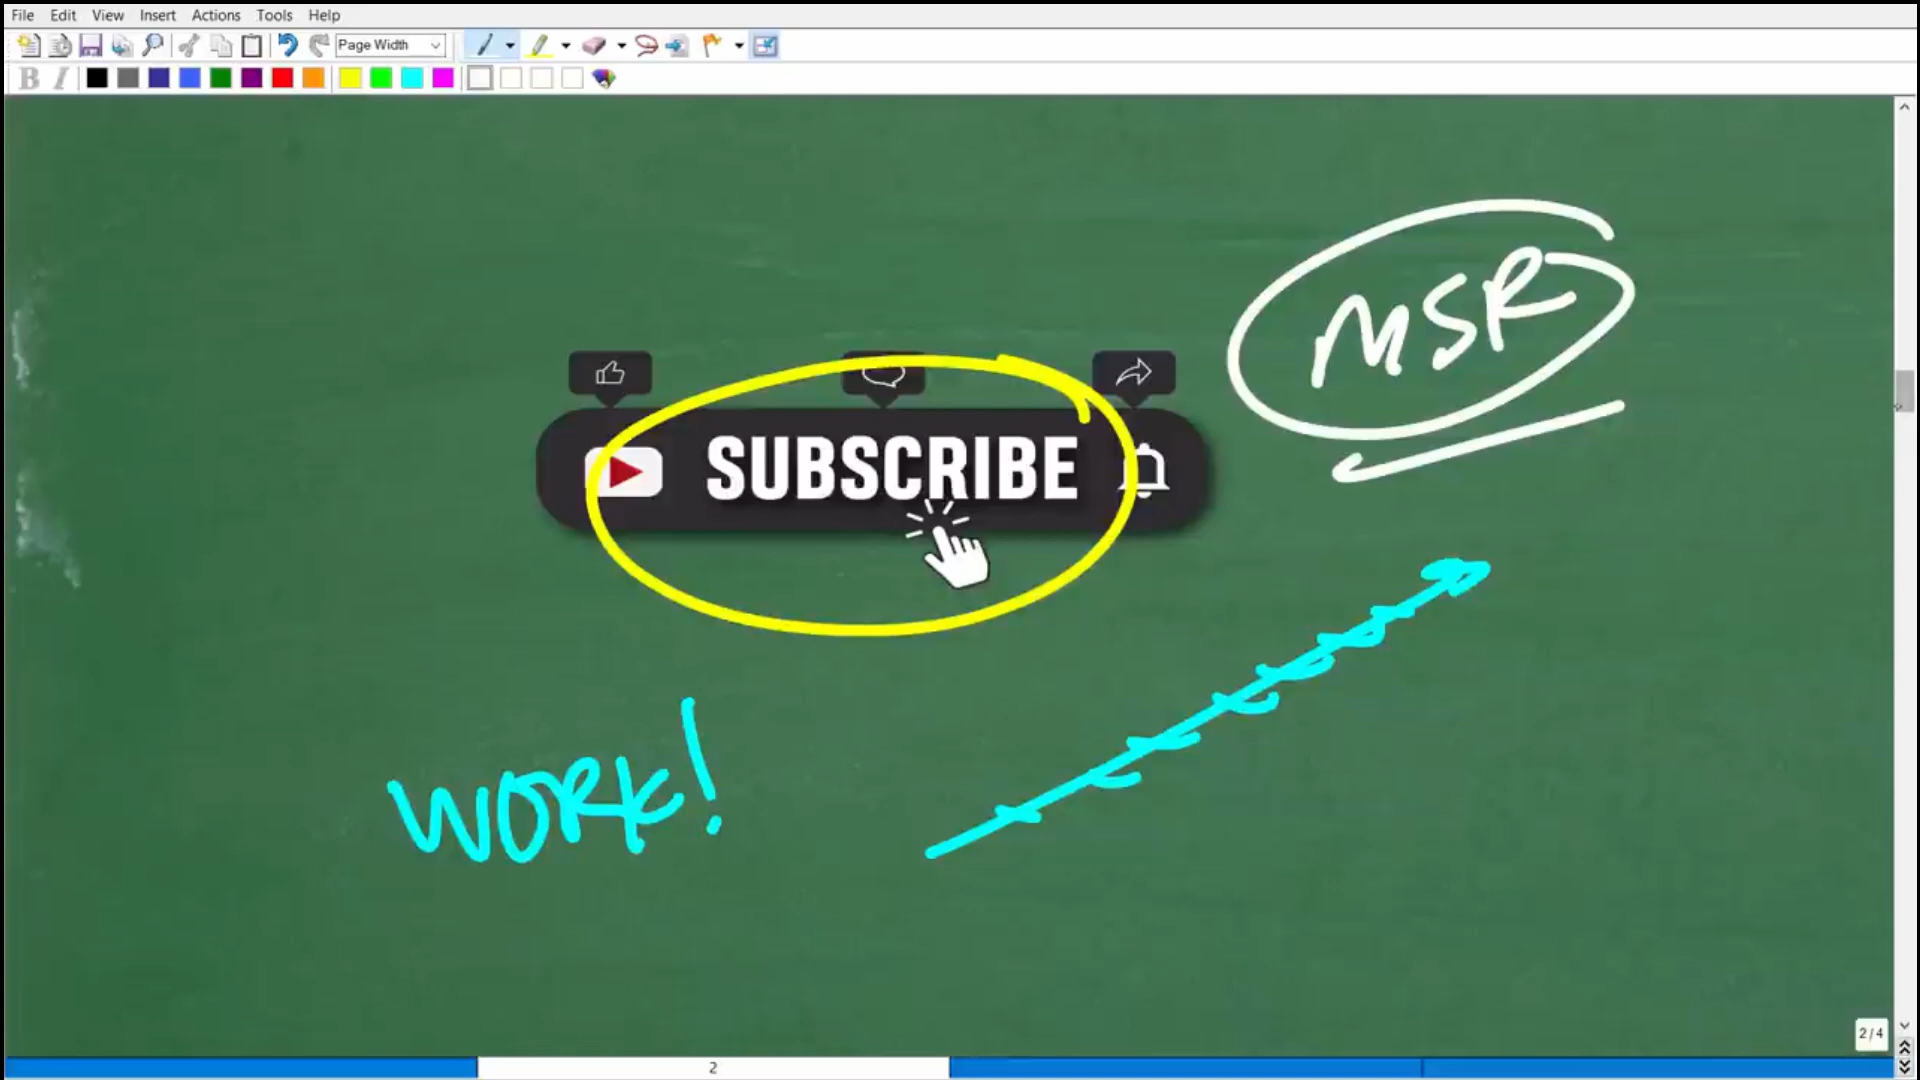 File Edit View Insert Actions Tools Help
Page Width
B I
MSR
SUBSCRIBE
WORK!
2/4
2